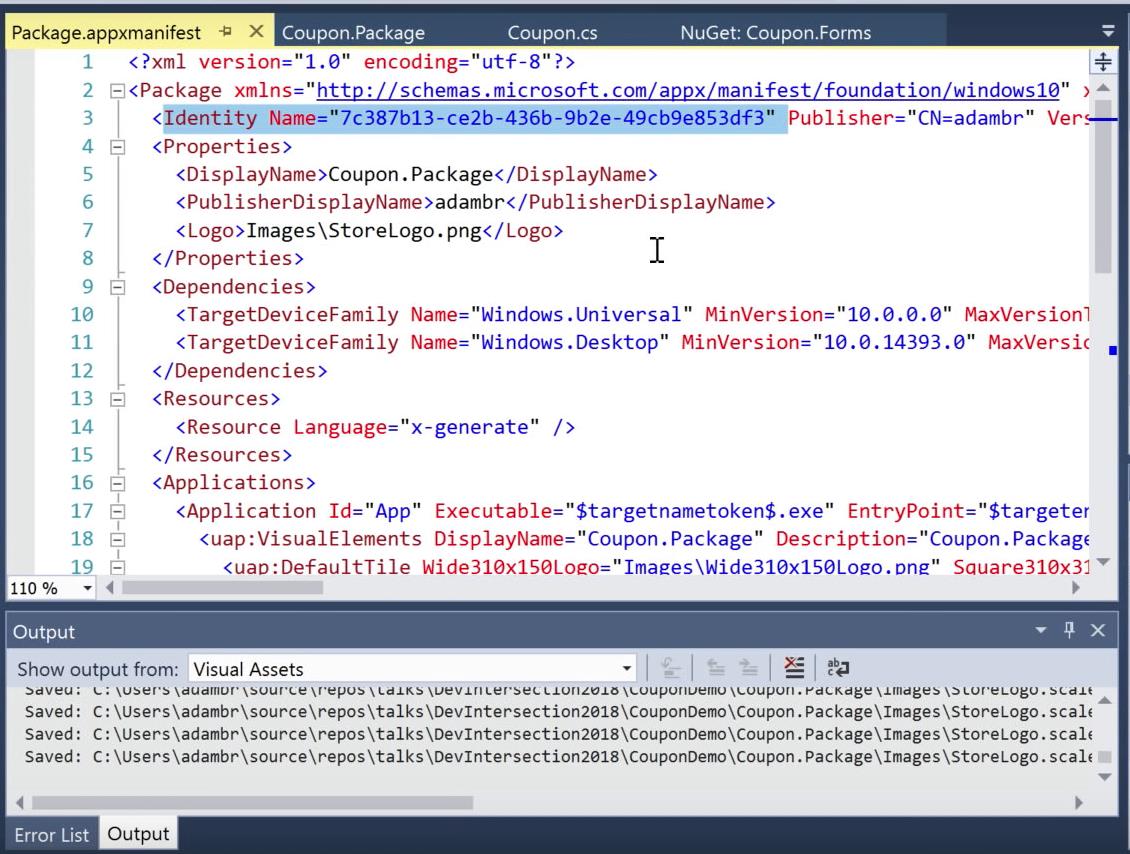 Package.appxmanifest Coupon.Package Coupon.cs NuGet: Coupon.Forms
1 <?xml version="1.0" encoding="utf-8"?>
2 <Package xmlns="http://schemas.microsoft.com/appx/manifest/foundation/windows10" x
3 <Identity Name="7c387b13-ce2b-436b-9b2e-49cb9e853df3" Publisher="CN=adambr" Vers
4 <Properties>
5 <DisplayName>Coupon.Package</DisplayName>
6 <PublisherDisplayName>adambr</PublisherDisplayName>
7 <Logo>Images\StoreLogo.png</Logo>
8 </Properties>
9 <Dependencies>
10 <TargetDeviceFamily Name="Windows.Universal" MinVersion="10.0.0.0" MaxVersionT
11 <TargetDeviceFamily Name="Windows.Desktop" MinVersion="10.0.14393.0" MaxVersio
12 </Dependencies>
13 <Resources>
14 <Resource Language="x-generate" />
15 </Resources>
16 <Applications>
17 <Application Id="App" Executable="$targetnametoken$.exe" EntryPoint="$targeten
18 <uap:VisualElements DisplayName="Coupon.Package" Description="Coupon.Package
19 <uap:DefaultTile Wide310x150Logo="Images\Wide310x150Logo.png" Square310x31
110 %
Output
Show output from: Visual Assets
Saved: C:\Users\adambr\source\repos\talks\DevIntersection2018\CouponDemo\Coupon.Package\Images\StoreLogo.scale
Saved: C:\Users\adambr\source\repos\talks\DevIntersection2018\CouponDemo\Coupon.Package\Images\StoreLogo.scale
Saved: C:\Users\adambr\source\repos\talks\DevIntersection2018\CouponDemo\Coupon.Package\Images\StoreLogo.scale
Saved: C:\Users\adambr\source\repos\talks\DevIntersection2018\CouponDemo\Coupon.Package\Images\StoreLogo.scale
Error List Output